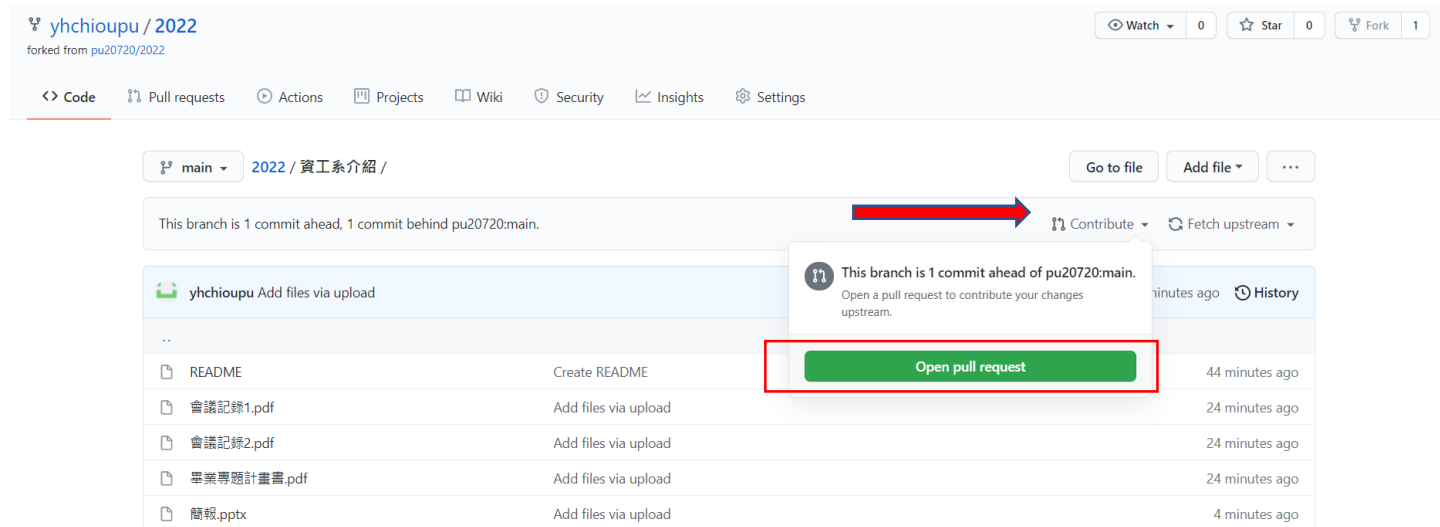 yhchioupu / 2022
Watch 0 Star 0 Fork 1
forked from pu20720/2022
Code Pull requests Actions Projects Wiki Security Insights Settings
main 2022 / 資工系介紹 /
Go to file Add file ...
This branch is 1 commit ahead, 1 commit behind pu20720:main.
Contribute Fetch upstream
This branch is 1 commit ahead of pu20720:main.
Open a pull request to contribute your changes
upstream.
Open pull request
yhchioupu Add files via upload
minutes ago History
..
README Create README 44 minutes ago
會議記錄1.pdf Add files via upload 24 minutes ago
會議記錄2.pdf Add files via upload 24 minutes ago
畢業專題計畫書.pdf Add files via upload 24 minutes ago
簡報.pptx Add files via upload 4 minutes ago